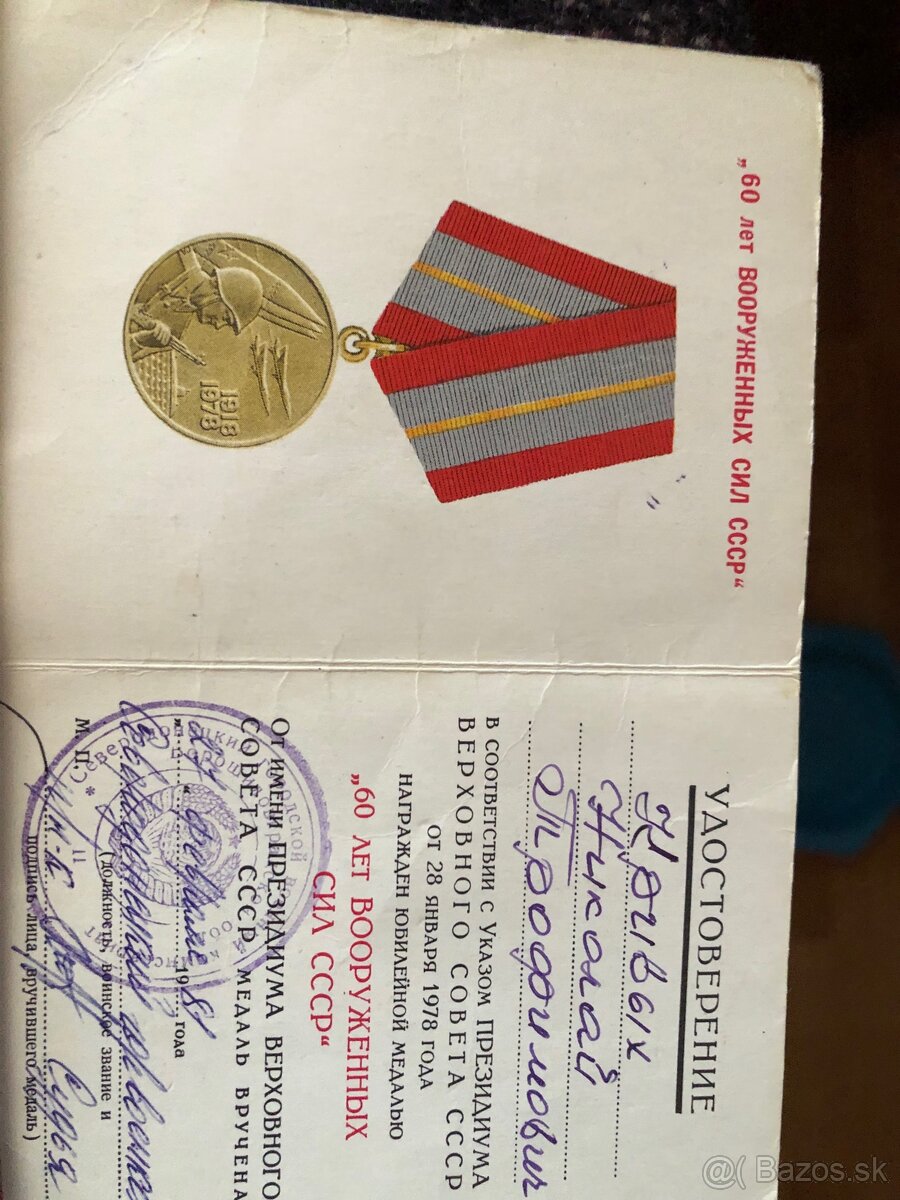 „60 лет ВООРУЖЕННЫХ СИЛ СССР“
1918
1978
УДОСТОВЕРЕНИЕ
Кривых
Николай
Трофимович
В СООТВЕТСТВИИ С УКАЗОМ ПРЕЗИДИУМА
ВЕРХОВНОГО СОВЕТА СССР
ОТ 28 ЯНВАРЯ 1978 ГОДА
НАГРАЖДЕН ЮБИЛЕЙНОЙ МЕДАЛЬЮ
„60 ЛЕТ ВООРУЖЕННЫХ
СИЛ СССР“
ОТ ИМЕНИ ПРЕЗИДИУМА ВЕРХОВНОГО
СОВЕТА СССР МЕДАЛЬ ВРУЧЕНА
1981 года
(должность, воинское звание и
М. П.
подпись лица, вручившего медаль)
@( Bazos.sk